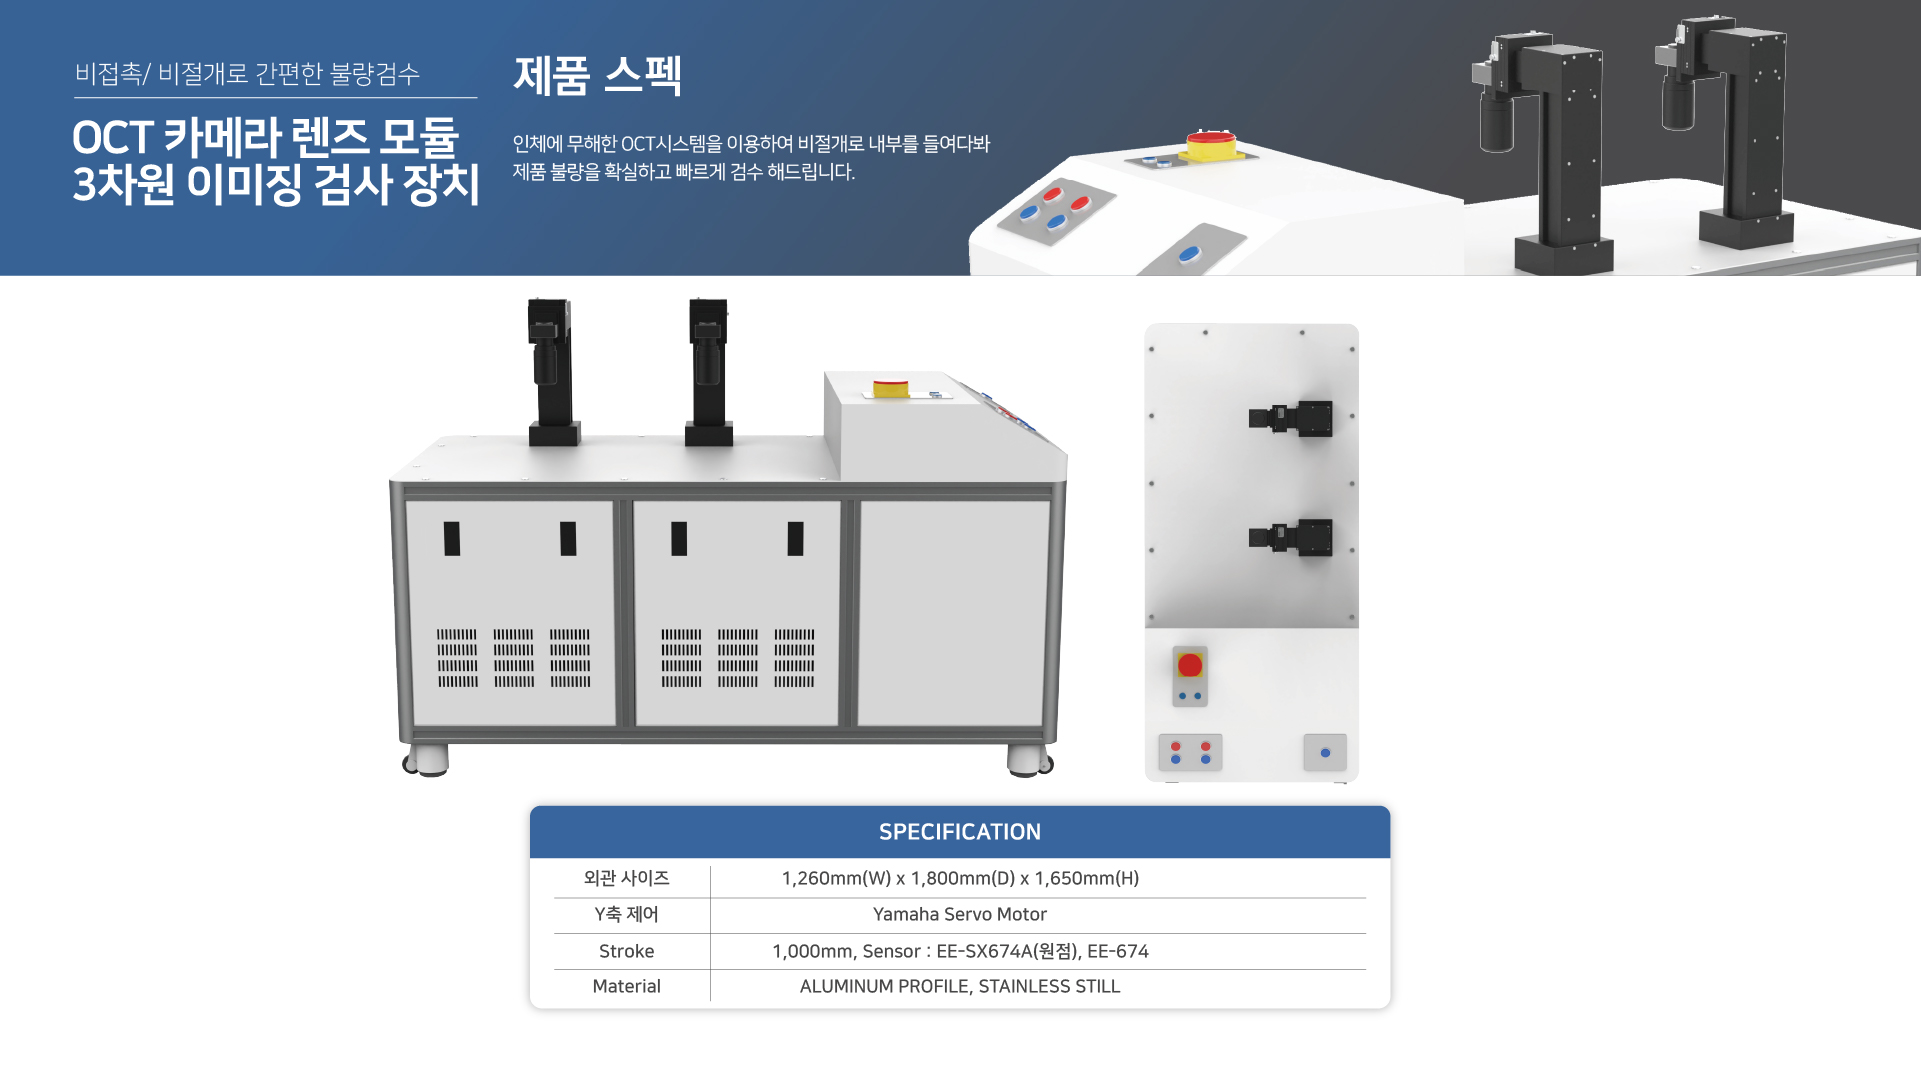 비접촉/ 비절개로 간편한 불량검수
OCT 카메라 렌즈 모듈
3차원 이미징 검사 장치
제품 스펙
인체에 무해한 OCT시스템을 이용하여 비절개로 내부를 들여다봐
제품 불량을 확실하고 빠르게 검수 해드립니다.
SPECIFICATION
외관 사이즈 1,260mm(W) x 1,800mm(D) x 1,650mm(H)
Y축 제어 Yamaha Servo Motor
Stroke 1,000mm, Sensor : EE-SX674A(원점), EE-674
Material ALUMINUM PROFILE, STAINLESS STILL